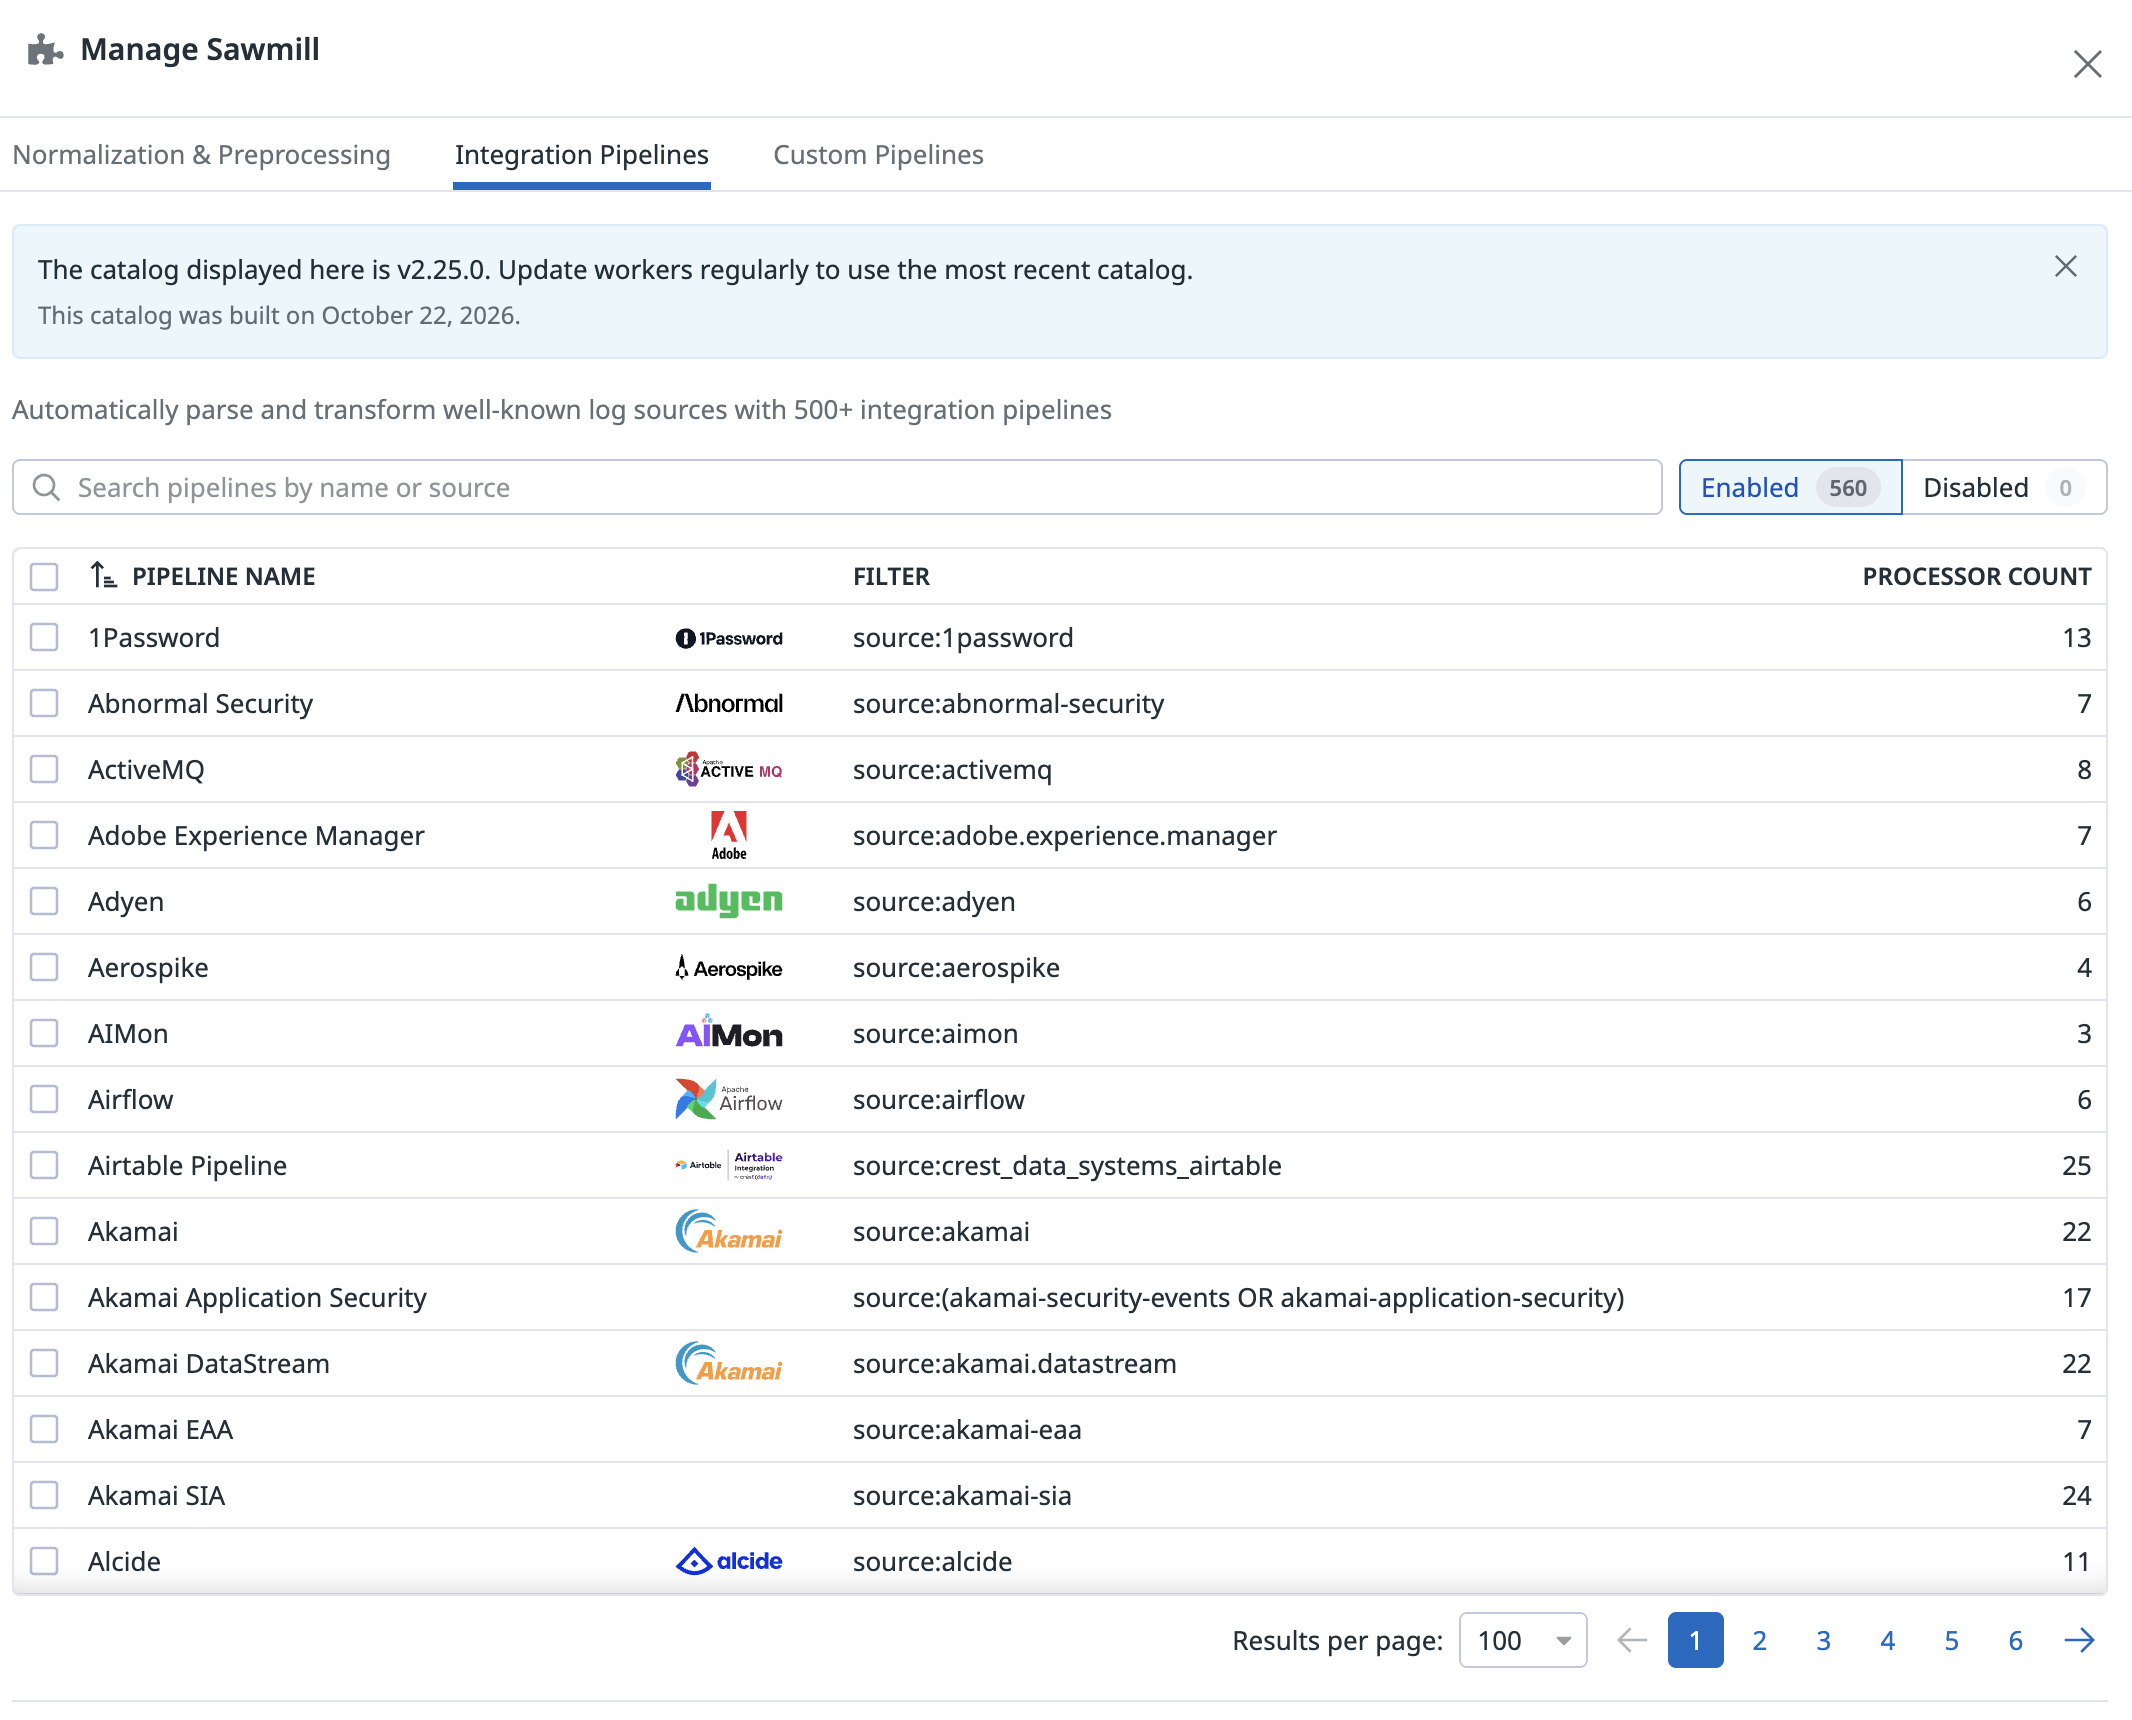 Manage Sawmill
Normalization & Preprocessing
Integration Pipelines
Custom Pipelines
The catalog displayed here is v2.25.0. Update workers regularly to use the most recent catalog.
This catalog was built on October 22, 2026.
Automatically parse and transform well-known log sources with 500+ integration pipelines
Search pipelines by name or source
Enabled 560
Disabled 0
PIPELINE NAME FILTER PROCESSOR COUNT
1Password 1Password source:1password 13
Abnormal Security Abnormal source:abnormal-security 7
ActiveMQ Apache ACTIVE MQ source:activemq 8
Adobe Experience Manager Adobe source:adobe.experience.manager 7
Adyen adyen source:adyen 6
Aerospike Aerospike source:aerospike 4
AIMon AiMon source:aimon 3
Airflow Apache Airflow source:airflow 6
Airtable Pipeline Airtable Airtable Integration by crest(data) source:crest_data_systems_airtable 25
Akamai Akamai source:akamai 22
Akamai Application Security source:(akamai-security-events OR akamai-application-security) 17
Akamai DataStream Akamai source:akamai.datastream 22
Akamai EAA source:akamai-eaa 7
Akamai SIA source:akamai-sia 24
Alcide alcide source:alcide 11
Results per page: 100 1 2 3 4 5 6